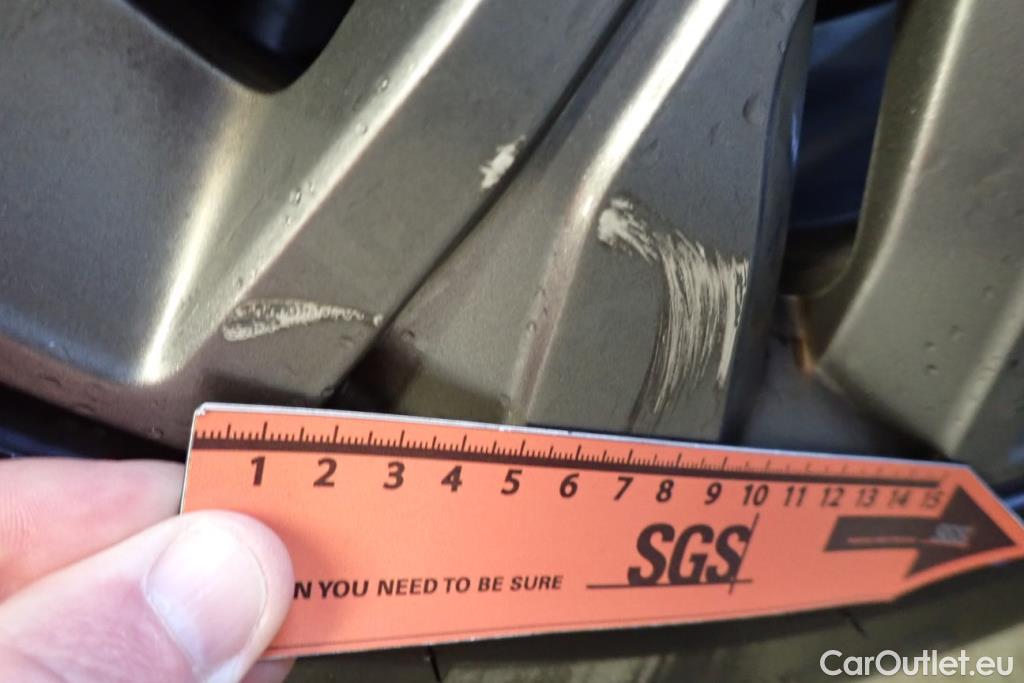 1 2 3 4 5 6 7 8 9 10 11 12 13 14 15
SGS
N YOU NEED TO BE SURE
CarOutlet.eu